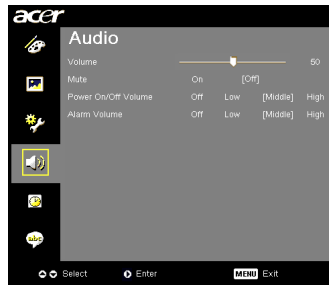 acer
Audio
Volume 50
Mute On [Off]
Power On/Off Volume Off Low [Middle] High
Alarm Volume Off Low [Middle] High
abc
Select Enter MENU Exit